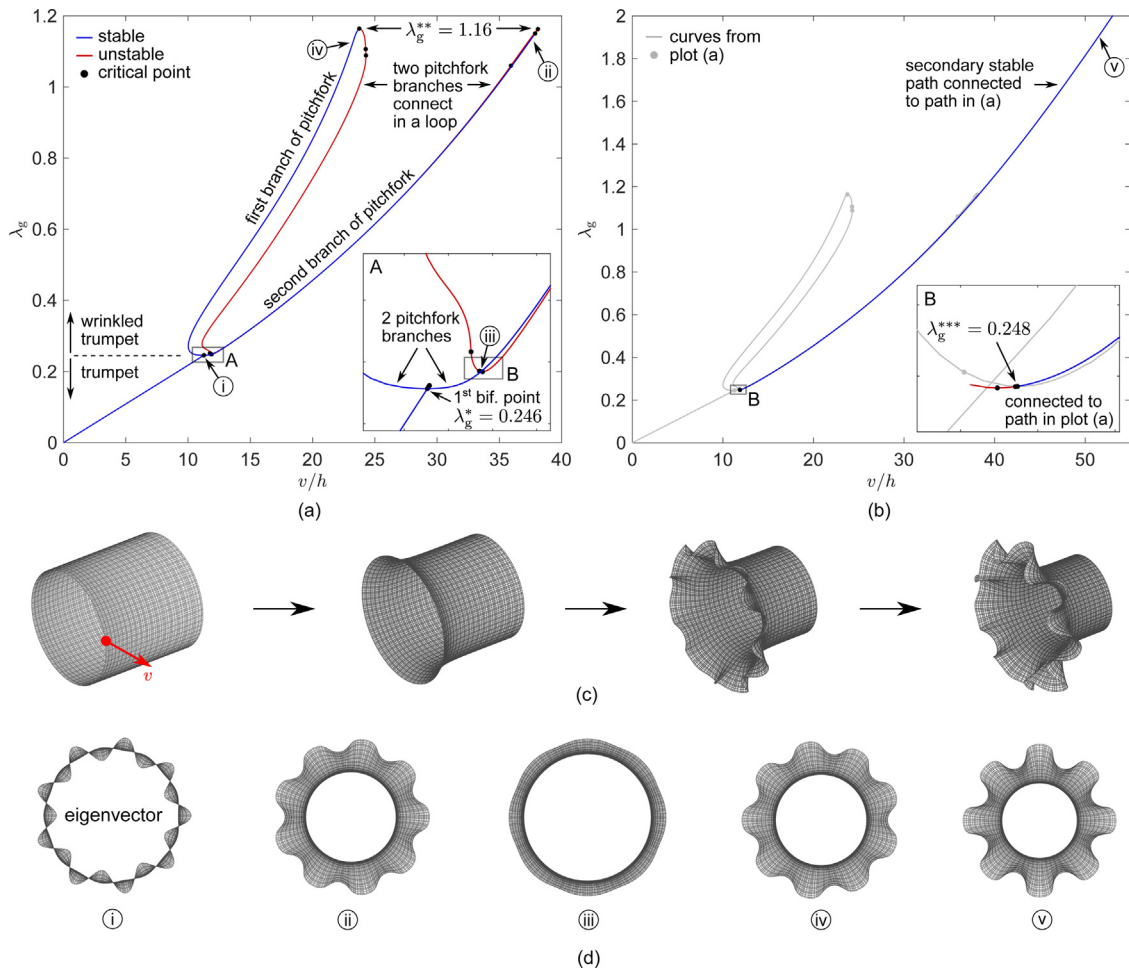 1.2
1
0.8
0.6
0.4
0.2
0
λg
stable
unstable
critical point
iv
λg** = 1.16
ii
two pitchfork
branches
connect
in a loop
first branch of pitchfork
second branch of pitchfork
wrinkled
trumpet
trumpet
A
i
A
2 pitchfork
branches
iii
B
1st bif. point
λg* = 0.246
0 5 10 15 20 25 30 35 40
v/h
(a)
2
1.8
1.6
1.4
1.2
1
0.8
0.6
0.4
0.2
0
λg
curves from
plot (a)
secondary stable
path connected
to path in (a)
v
B
B
λg*** = 0.248
connected to
path in plot (a)
0 10 20 30 40 50
v/h
(b)
v
(c)
eigenvector
i ii iii iv v
(d)